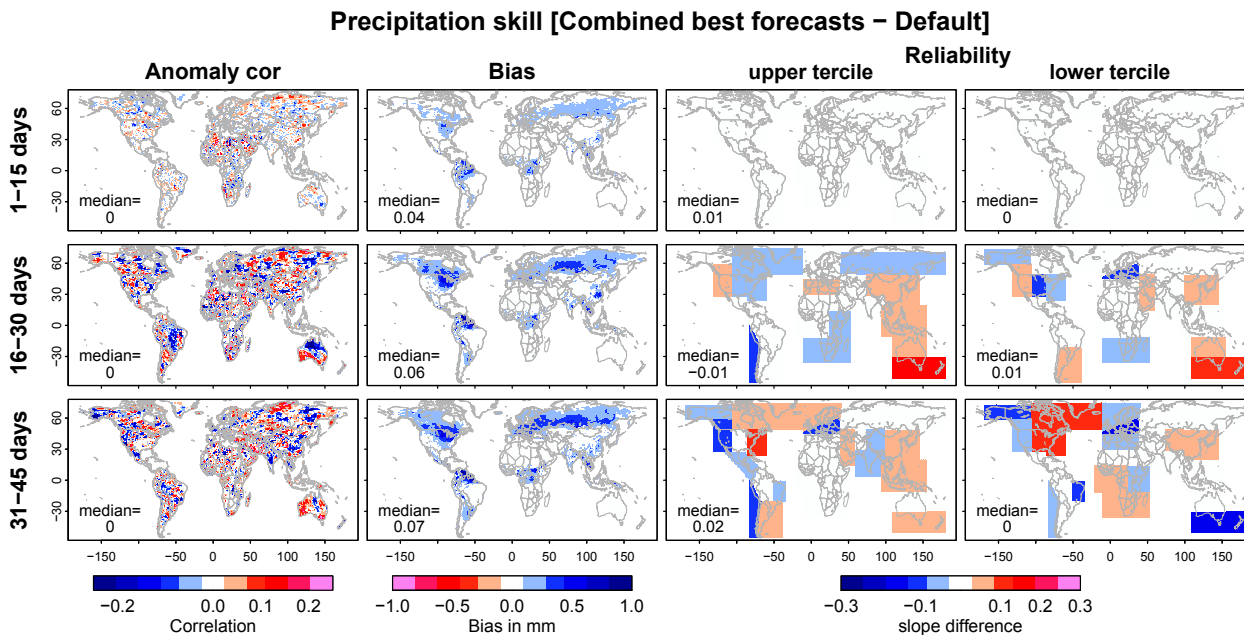 Precipitation skill [Combined best forecasts − Default]
Reliability
Anomaly cor
Bias
upper tercile
lower tercile
1−15 days
60
30
0
−30
median=
0
median=
0.04
median=
0.01
median=
0
16−30 days
60
30
0
−30
median=
0
median=
0.06
median=
−0.01
median=
0.01
31−45 days
60
30
0
−30
median=
0
median=
0.07
median=
0.02
median=
0
−150 −50 0 50 100 150
−150 −50 0 50 100 150
−150 −50 0 50 100 150
−150 −50 0 50 100 150
−0.2 0.0 0.1 0.2
Correlation
−1.0 −0.5 0.0 0.5 1.0
Bias in mm
−0.3 −0.1 0.1 0.2 0.3
slope difference